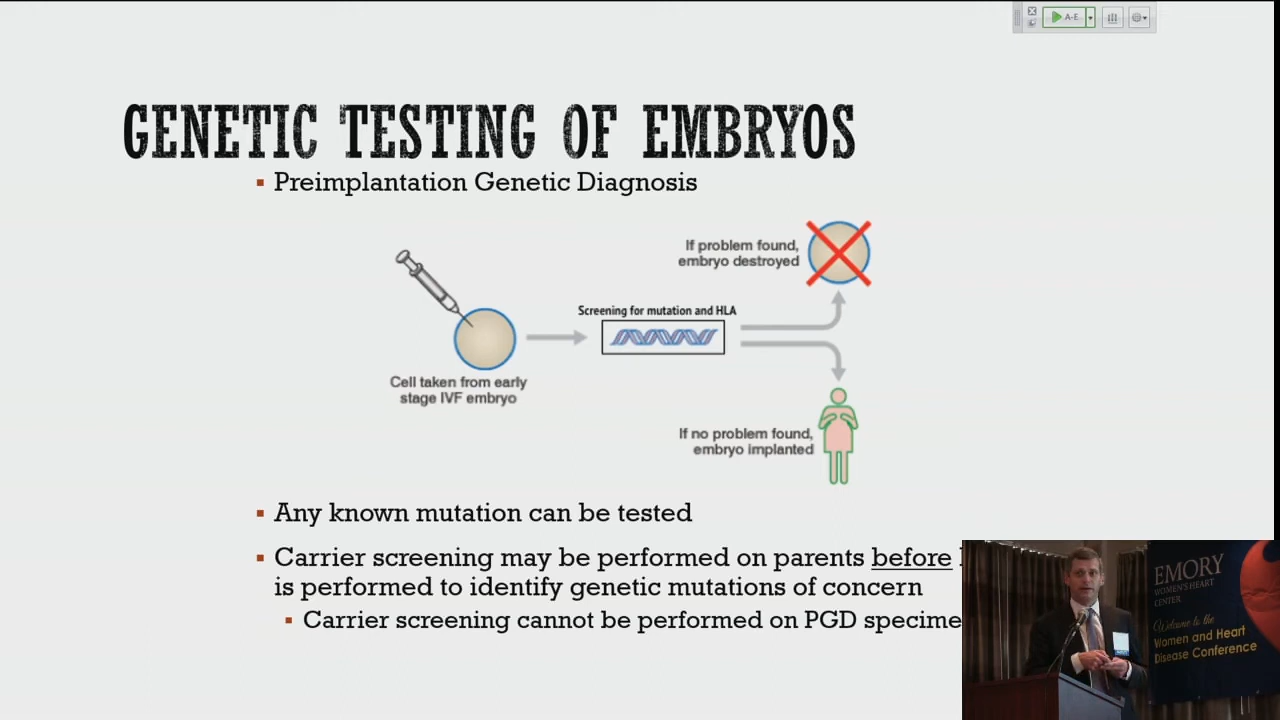 A-E
GENETIC TESTING OF EMBRYOS
Preimplantation Genetic Diagnosis
If problem found,
embryo destroyed
Screening for mutation and HLA
Cell taken from early
stage IVF embryo
If no problem found,
embryo implanted
Any known mutation can be tested
Carrier screening may be performed on parents before
is performed to identify genetic mutations of concern
Carrier screening cannot be performed on PGD specime
EMORY
WOMEN'S HEART
CENTER
Welcome to the
Women and Heart
Disease Conference